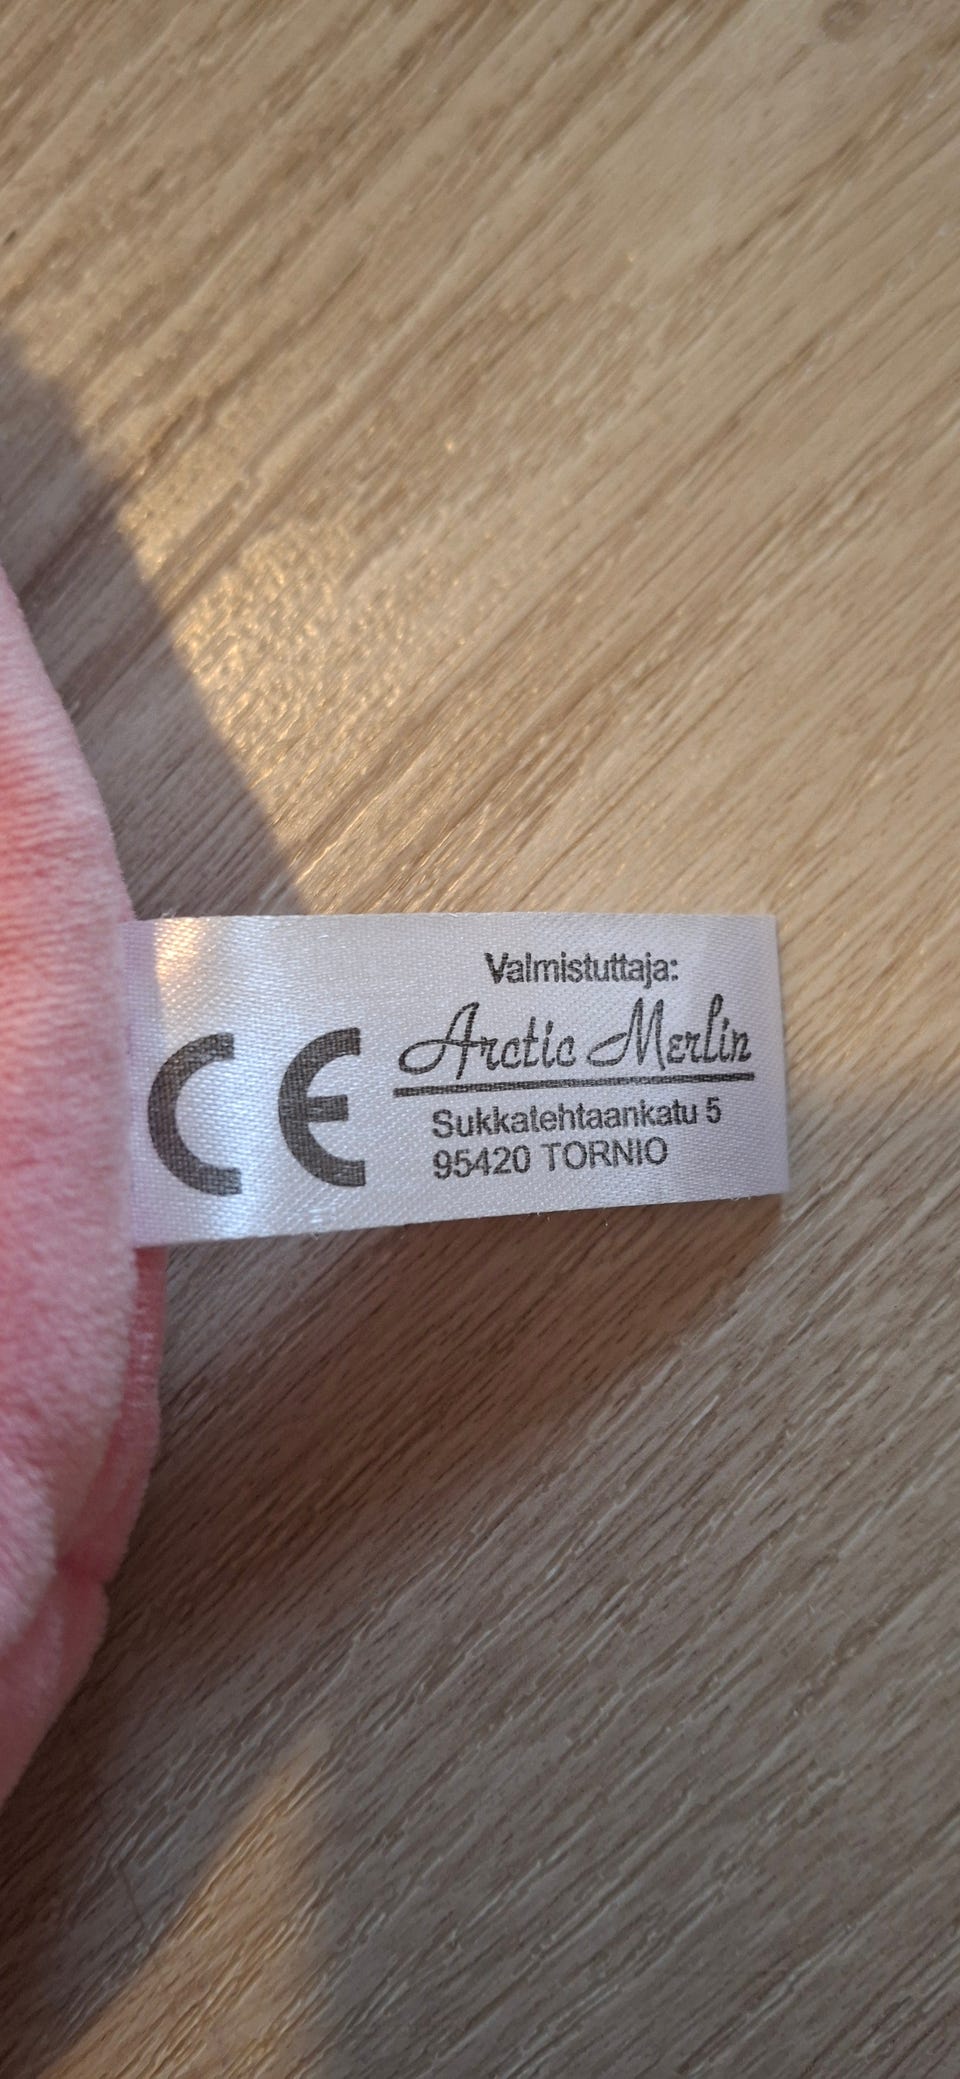 CE
Valmistuttaja:
Arctic Merlin
Sukkatehtaankatu 5
95420 TORNIO